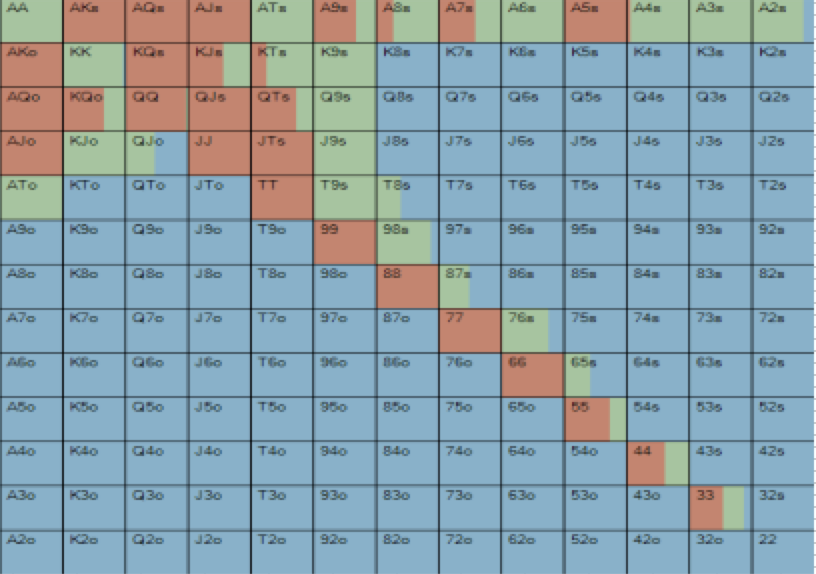 AA AKs AQs AJs ATs A9s A8s A7s A6s A5s A4s A3s A2s
AKo KK KQs KJs KTs K9s K8s K7s K6s K5s K4s K3s K2s
AQo KQo QQ QJs QTs Q9s Q8s Q7s Q6s Q5s Q4s Q3s Q2s
AJo KJo QJo JJ JTs J9s J8s J7s J6s J5s J4s J3s J2s
ATo KTo QTo JTo TT T9s T8s T7s T6s T5s T4s T3s T2s
A9o K9o Q9o J9o T9o 99 98s 97s 96s 95s 94s 93s 92s
A8o K8o Q8o J8o T8o 98o 88 87s 86s 85s 84s 83s 82s
A7o K7o Q7o J7o T7o 97o 87o 77 76s 75s 74s 73s 72s
A6o K6o Q6o J6o T6o 96o 86o 76o 66 65s 64s 63s 62s
A5o K5o Q5o J5o T5o 95o 85o 75o 65o 55 54s 53s 52s
A4o K4o Q4o J4o T4o 94o 84o 74o 64o 54o 44 43s 42s
A3o K3o Q3o J3o T3o 93o 83o 73o 63o 53o 43o 33 32s
A2o K2o Q2o J2o T2o 92o 82o 72o 62o 52o 42o 32o 22